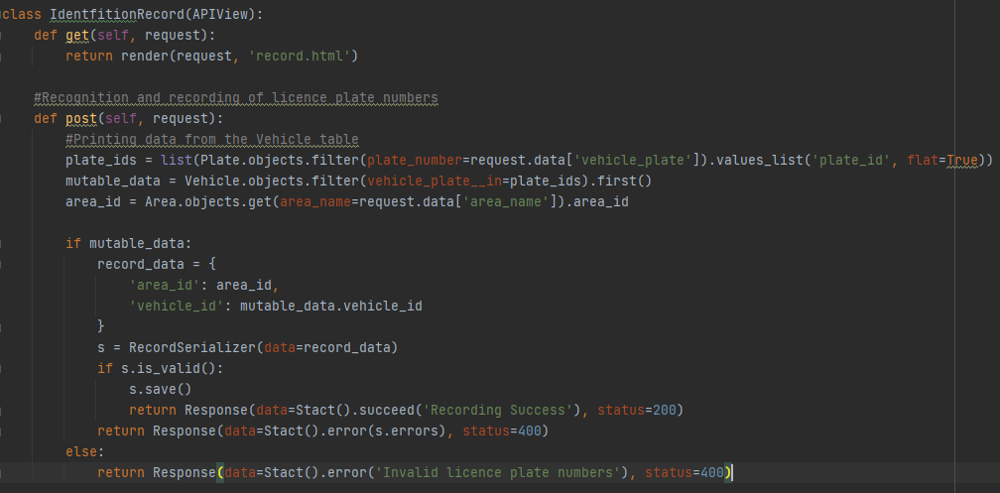 class IdentfitionRecord(APIView):
    def get(self, request):
        return render(request, 'record.html')

    #Recognition and recording of licence plate numbers
    def post(self, request):
        #Printing data from the Vehicle table
        plate_ids = list(Plate.objects.filter(plate_number=request.data['vehicle_plate']).values_list('plate_id', flat=True))
        mutable_data = Vehicle.objects.filter(vehicle_plate__in=plate_ids).first()
        area_id = Area.objects.get(area_name=request.data['area_name']).area_id

        if mutable_data:
            record_data = {
                'area_id': area_id,
                'vehicle_id': mutable_data.vehicle_id
            }
            s = RecordSerializer(data=record_data)
            if s.is_valid():
                s.save()
                return Response(data=Stact().succeed('Recording Success'), status=200)
            return Response(data=Stact().error(s.errors), status=400)
        else:
            return Response(data=Stact().error('Invalid licence plate numbers'), status=400)